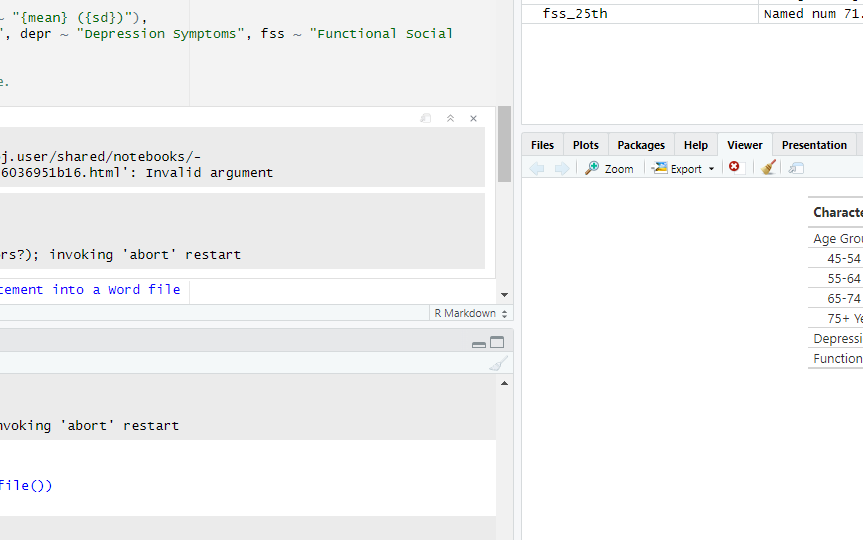 ~ "{mean} ({sd})"),
", depr ~ "Depression Symptoms", fss ~ "Functional Social
e.
oj.user/shared/notebooks/-
6036951b16.html': Invalid argument
rs?); invoking 'abort' restart
cement into a word file
R Markdown
nvoking 'abort' restart
file())
fss_25th Named num 71.
Files Plots Packages Help Viewer Presentation
Zoom Export
Characte
Age Grou
45-54
55-64
65-74
75+ Ye
Depressi
Function